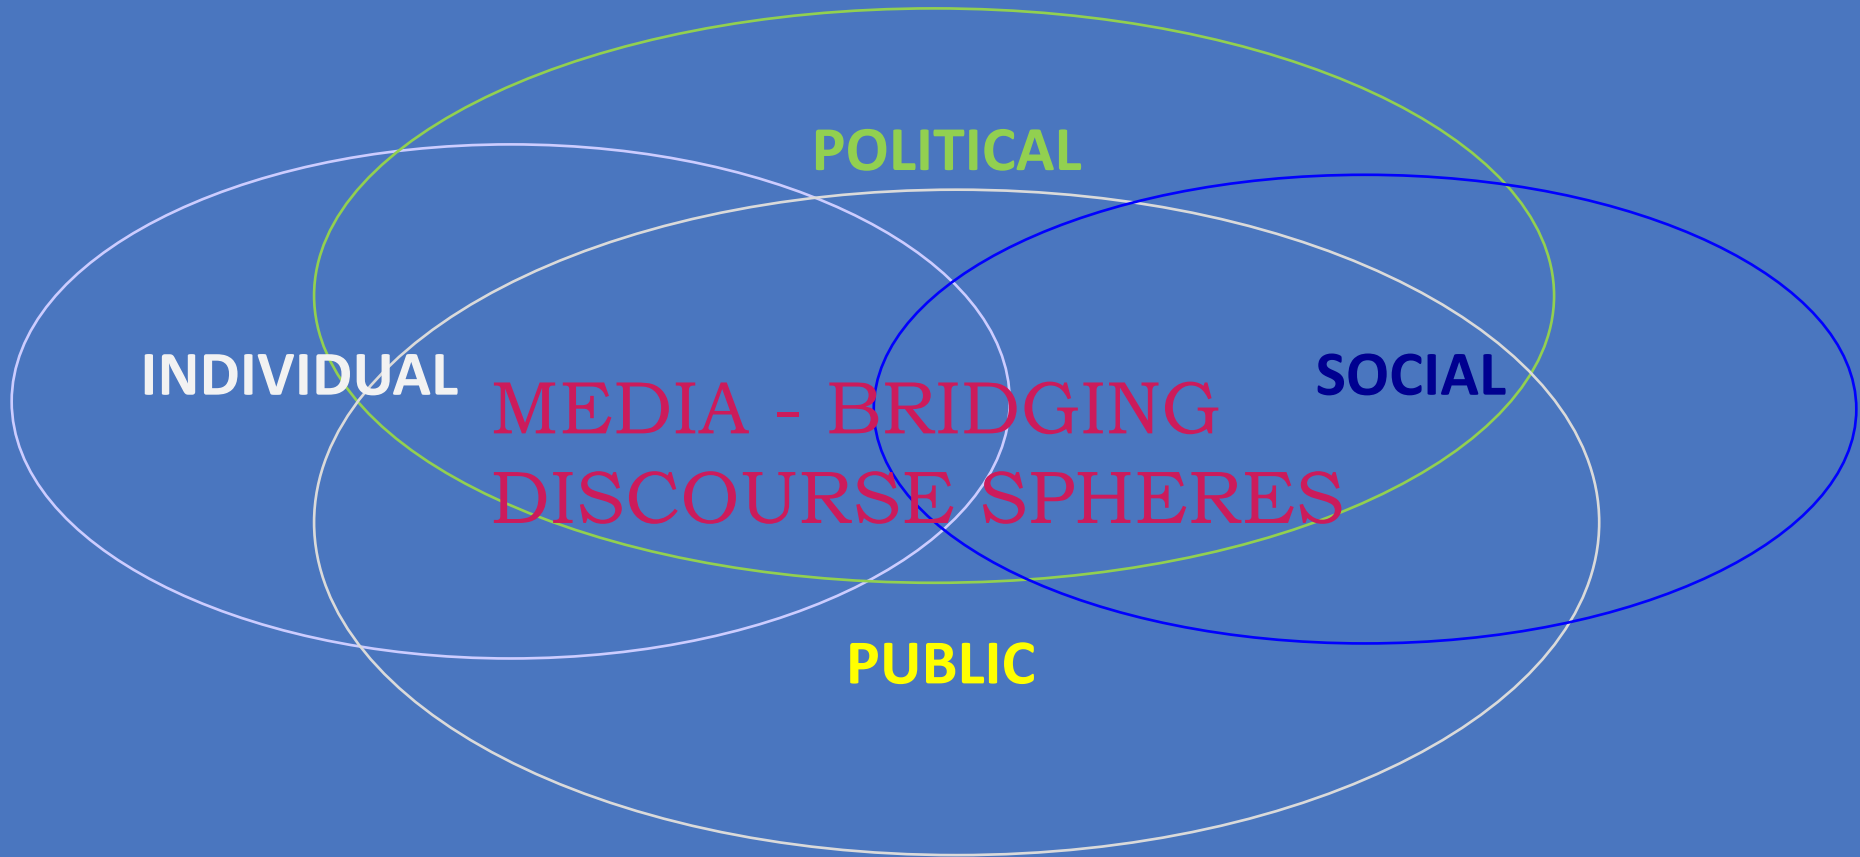 POLITICAL
INDIVIDUAL
SOCIAL
MEDIA - BRIDGING
DISCOURSE SPHERES
PUBLIC